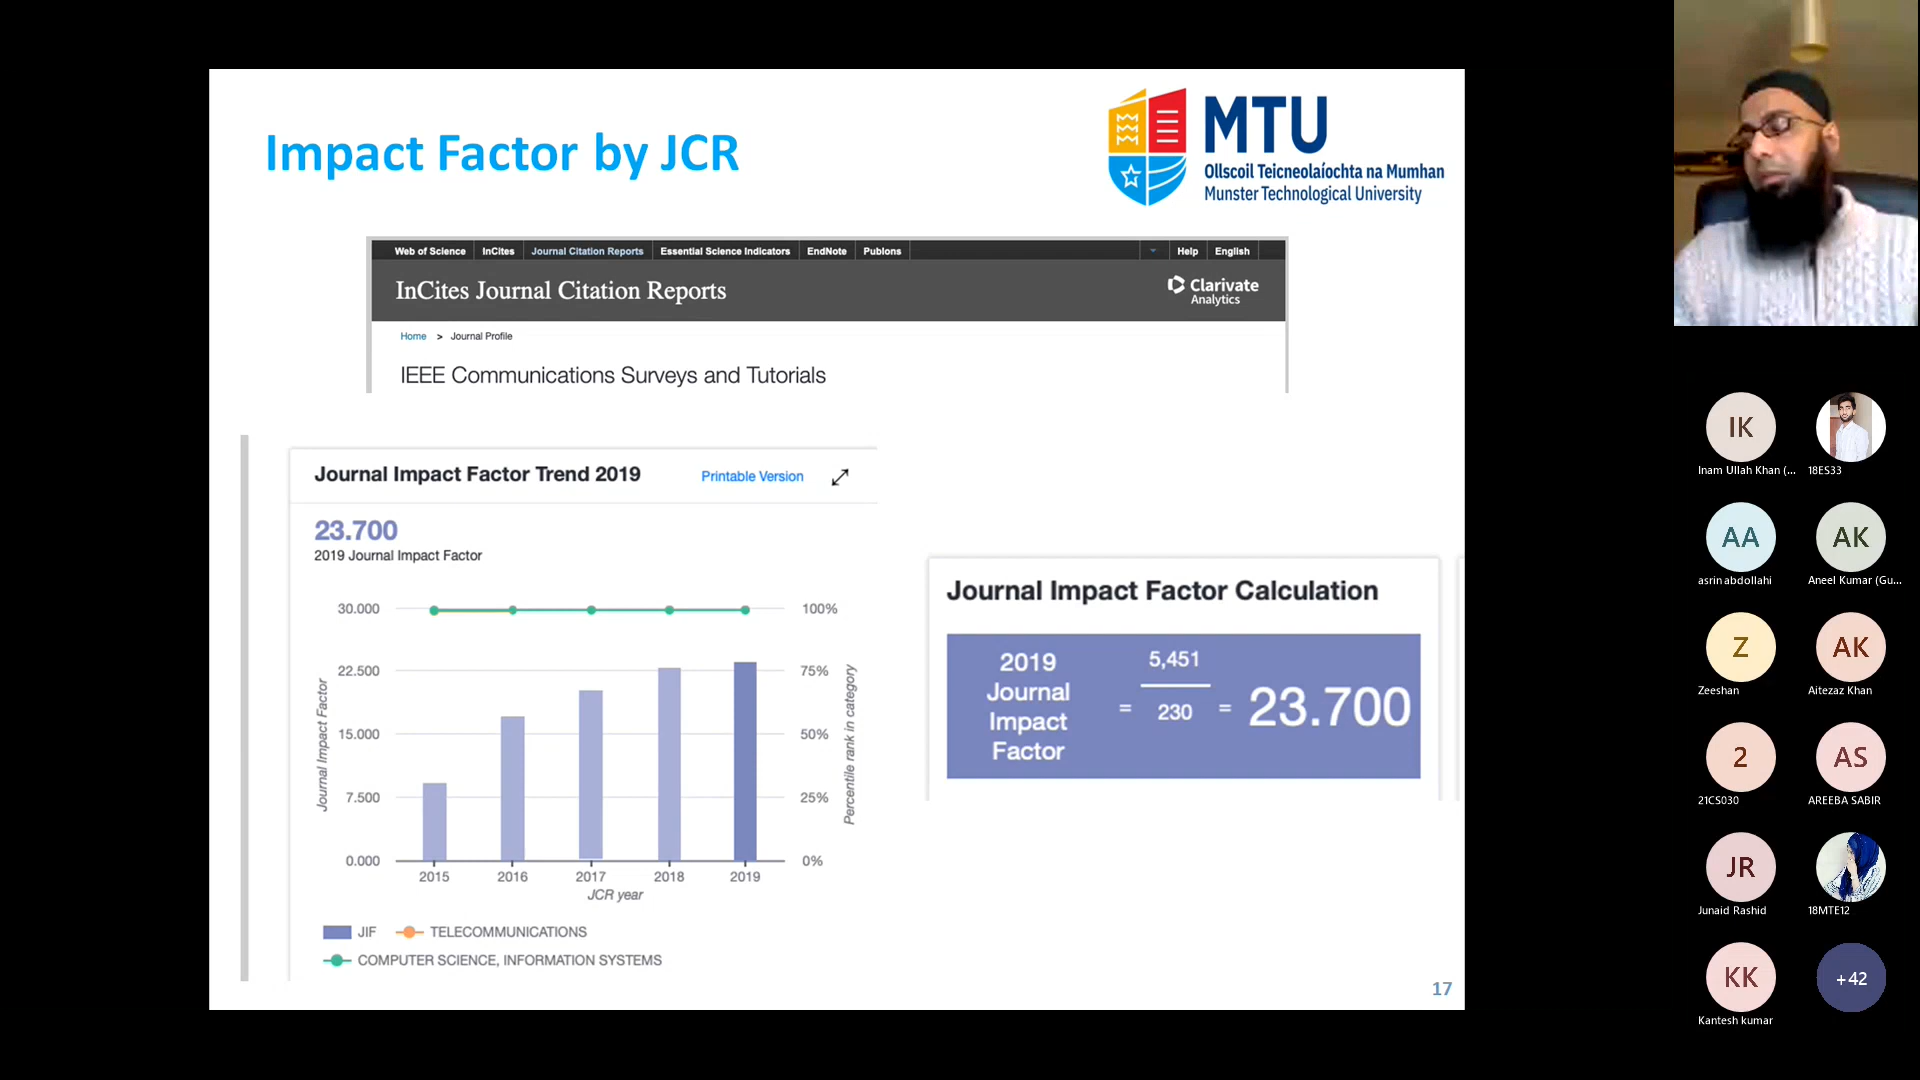 Impact Factor by JCR
MTU
Ollscoil Teicneolaíochta na Mumhan
Munster Technological University
Web of Science InCites Journal Citation Reports Essential Science Indicators EndNote Publons Help English
InCites Journal Citation Reports
Clarivate
Analytics
Home > Journal Profile
IEEE Communications Surveys and Tutorials
Journal Impact Factor Trend 2019 Printable Version
23.700
2019 Journal Impact Factor
30.000 100%
22.500 75%
15.000 50%
7.500 25%
0.000 0%
Journal Impact Factor
Percentile rank in category
2015 2016 2017 2018 2019
JCR year
JIF TELECOMMUNICATIONS
COMPUTER SCIENCE, INFORMATION SYSTEMS
Journal Impact Factor Calculation
2019
Journal
Impact
Factor
=
5,451
230
= 23.700
17
IK
Inam Ullah Khan (...
18ES33
AA
asrin abdollahi
AK
Aneel Kumar (Gu...
Z
Zeeshan
AK
Aitezaz Khan
2
21CS030
AS
AREEBA SABIR
JR
Junaid Rashid
18MTE12
KK
Kantesh kumar
+42